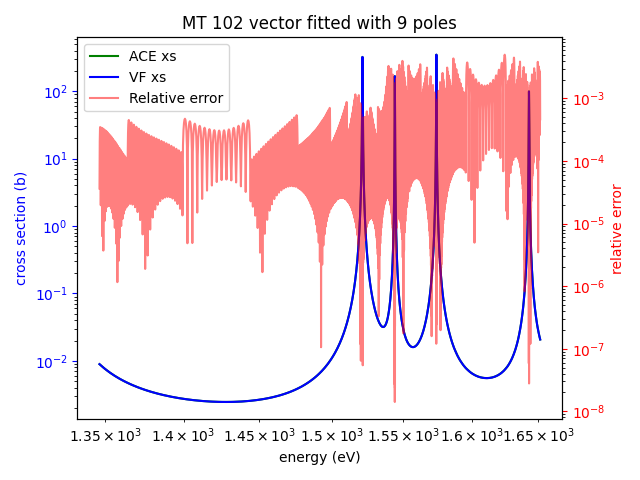 MT 102 vector fitted with 9 poles
ACE xs
VF xs
Relative error
10²
10¹
10⁰
10⁻¹
10⁻²
cross section (b)
10⁻³
10⁻⁴
10⁻⁵
10⁻⁶
10⁻⁷
10⁻⁸
relative error
1.35×10³ 1.4×10³ 1.45×10³ 1.5×10³ 1.55×10³ 1.6×10³ 1.65×10³
energy (eV)